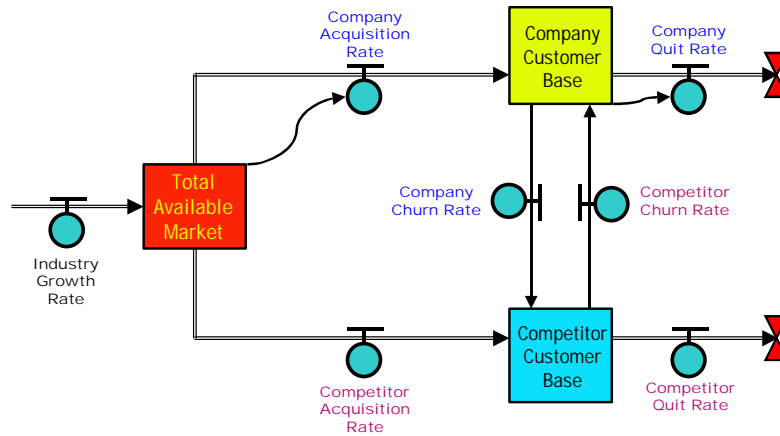 Company
Acquisition
Rate
Company
Customer
Base
Company
Quit Rate
Total
Available
Market
Company
Churn Rate
Competitor
Churn Rate
Industry
Growth
Rate
Competitor
Acquisition
Rate
Competitor
Customer
Base
Competitor
Quit Rate